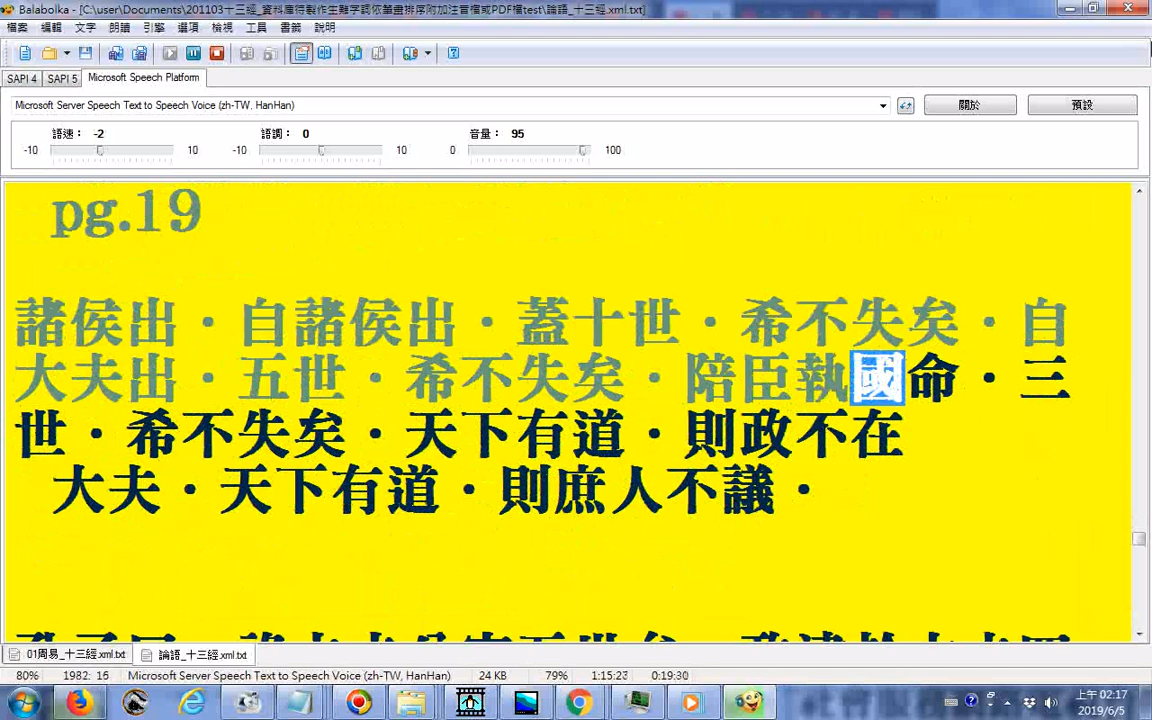 Balabolka - [C:\user\Documents\201103十三經_資料庫待製作生難字詞依筆畫排序附加注音檔或PDF檔test\論語_十三經.xml.txt]
檔案 編輯 文字 朗讀 引擎 選項 檢視 工具 書籤 說明
SAPI 4 SAPI 5 Microsoft Speech Platform
Microsoft Server Speech Text to Speech Voice (zh-TW, HanHan) 關於 預設
語速： -2 語調： 0 音量： 95
-10 10 -10 10 0 100
pg.19
諸侯出．自諸侯出．蓋十世．希不失矣．自
大夫出．五世．希不失矣．陪臣執國命．三
世．希不失矣．天下有道．則政不在
大夫．天下有道．則庶人不議．
01周易_十三經.xml.txt 論語_十三經.xml.txt
80% 1982: 16 Microsoft Server Speech Text to Speech Voice (zh-TW, HanHan) 24 KB 79% 1:15:23 0:19:30
上午 02:17
2019/6/5